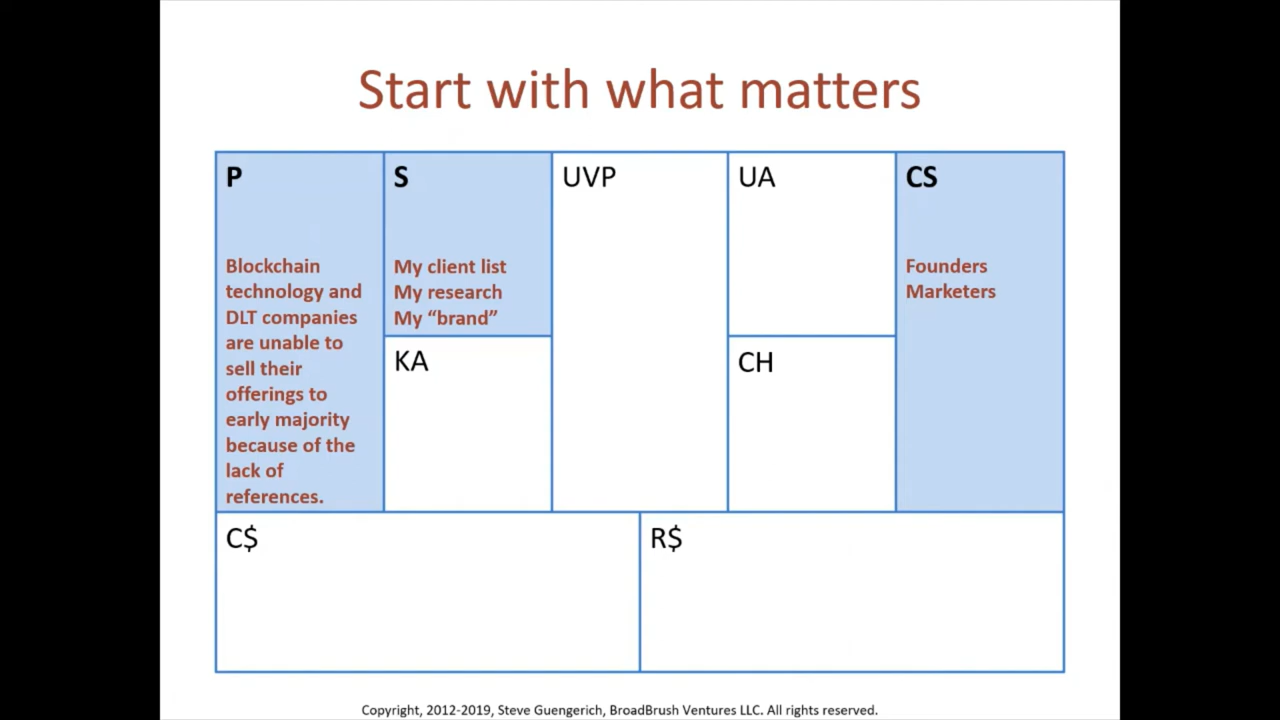 Start with what matters
P
Blockchain
technology and
DLT companies
are unable to
sell their
offerings to
early majority
because of the
lack of
references.
S
My client list
My research
My “brand”
KA
UVP
UA
CH
CS
Founders
Marketers
C$
R$
Copyright, 2012-2019, Steve Guengerich, BroadBrush Ventures LLC. All rights reserved.